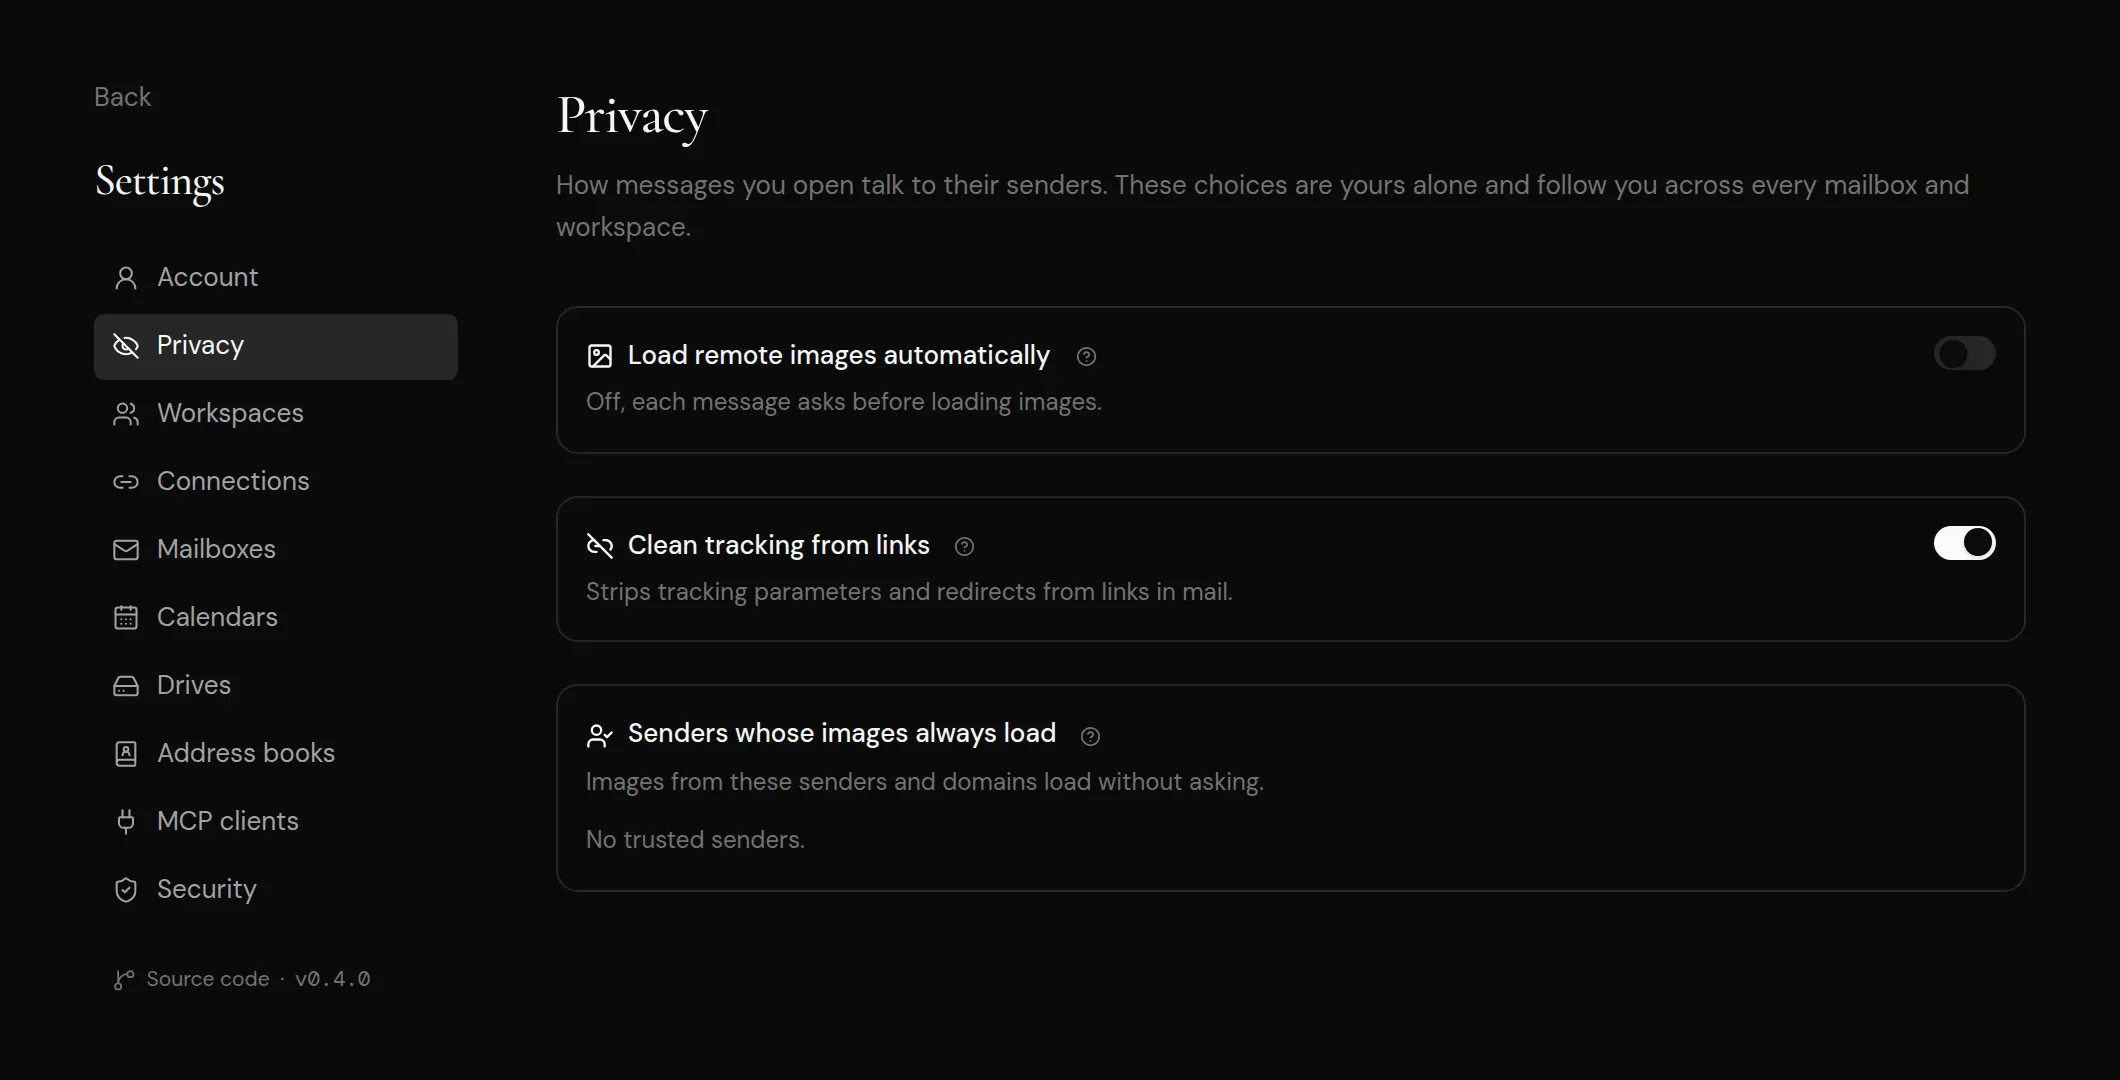 Back
Settings
Account
Privacy
Workspaces
Connections
Mailboxes
Calendars
Drives
Address books
MCP clients
Security
Source code · v0.4.0
Privacy
How messages you open talk to their senders. These choices are yours alone and follow you across every mailbox and
workspace.
Load remote images automatically
Off, each message asks before loading images.
Clean tracking from links
Strips tracking parameters and redirects from links in mail.
Senders whose images always load
Images from these senders and domains load without asking.
No trusted senders.